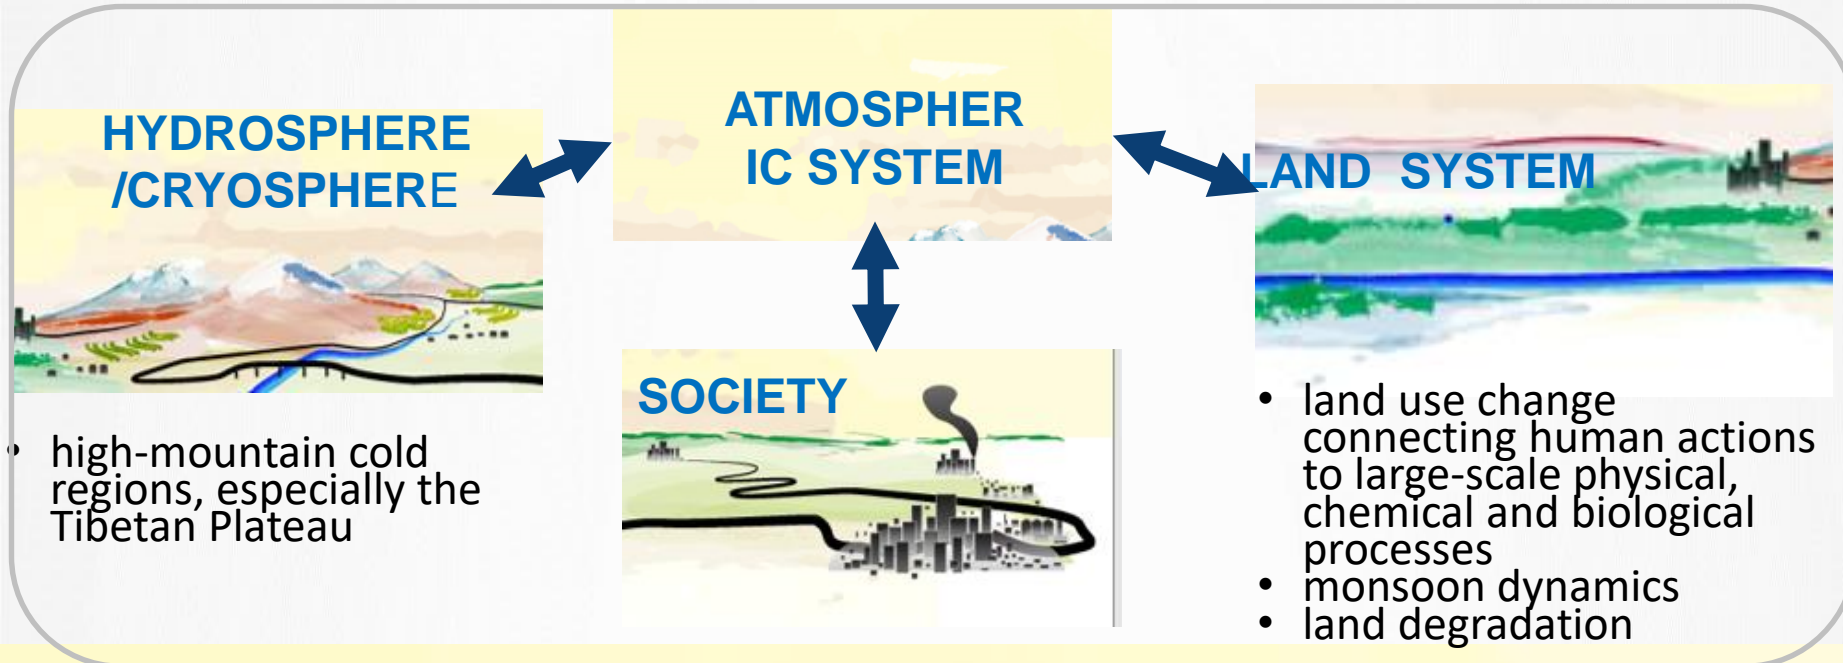 HYDROSPHERE
/CRYOSPHERE
ATMOSPHER
IC SYSTEM
LAND SYSTEM
SOCIETY
• high-mountain cold
regions, especially the
Tibetan Plateau
• land use change
connecting human actions
to large-scale physical,
chemical and biological
processes
• monsoon dynamics
• land degradation